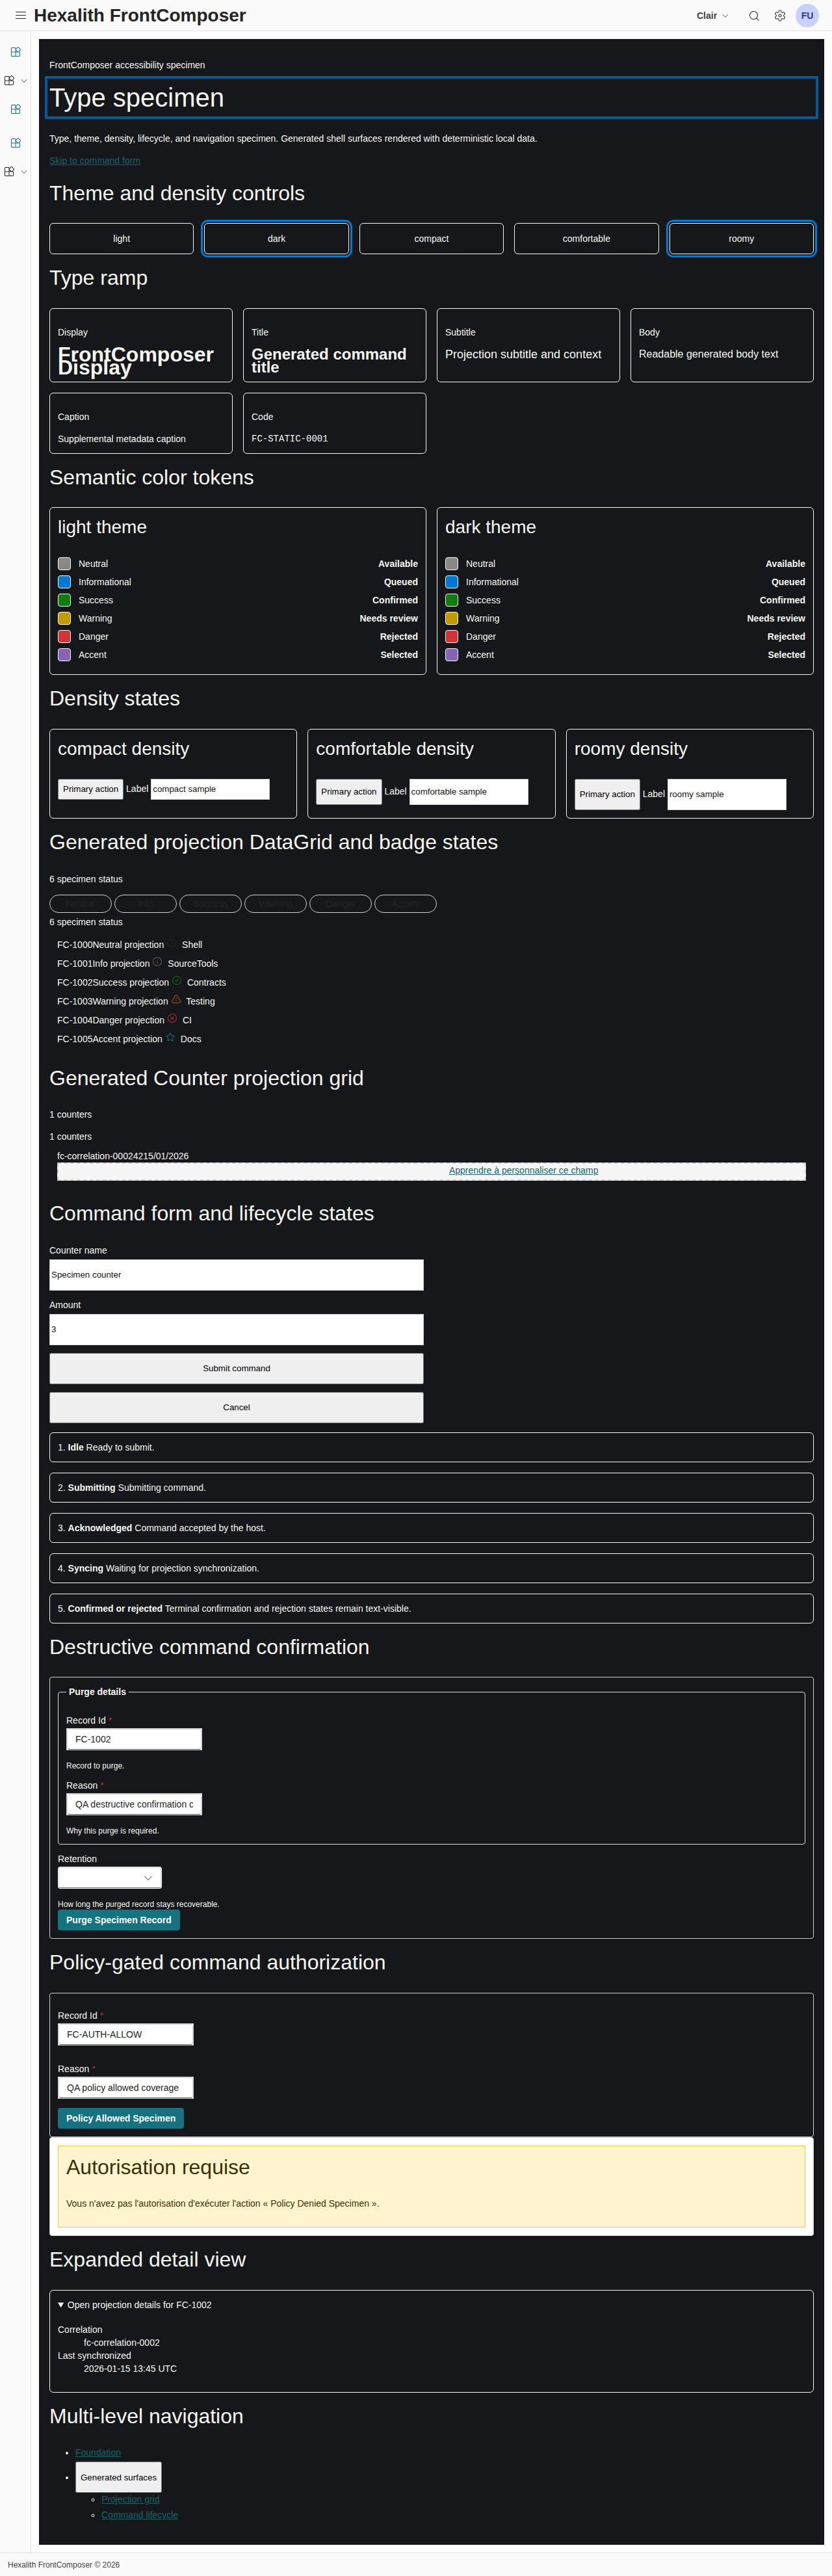 Hexalith FrontComposer
Clair
FU
FrontComposer accessibility specimen
Type specimen
Type, theme, density, lifecycle, and navigation specimen. Generated shell surfaces rendered with deterministic local data.
Skip to command form
Theme and density controls
light
dark
compact
comfortable
roomy
Type ramp
Display
FrontComposer
Display
Title
Generated command
title
Subtitle
Projection subtitle and context
Body
Readable generated body text
Caption
Supplemental metadata caption
Code
FC-STATIC-0001
Semantic color tokens
light theme
Neutral Available
Informational Queued
Success Confirmed
Warning Needs review
Danger Rejected
Accent Selected
dark theme
Neutral Available
Informational Queued
Success Confirmed
Warning Needs review
Danger Rejected
Accent Selected
Density states
compact density
Primary action Label compact sample
comfortable density
Primary action Label comfortable sample
roomy density
Primary action Label roomy sample
Generated projection DataGrid and badge states
6 specimen status
6 specimen status
FC-1000Neutral projection Shell
FC-1001Info projection SourceTools
FC-1002Success projection Contracts
FC-1003Warning projection Testing
FC-1004Danger projection CI
FC-1005Accent projection Docs
Generated Counter projection grid
1 counters
1 counters
fc-correlation-00024215/01/2026
Apprendre à personnaliser ce champ
Command form and lifecycle states
Counter name
Specimen counter
Amount
3
Submit command
Cancel
1. Idle Ready to submit.
2. Submitting Submitting command.
3. Acknowledged Command accepted by the host.
4. Syncing Waiting for projection synchronization.
5. Confirmed or rejected Terminal confirmation and rejection states remain text-visible.
Destructive command confirmation
Purge details
Record Id *
FC-1002
Record to purge.
Reason *
QA destructive confirmation c
Why this purge is required.
Retention
How long the purged record stays recoverable.
Purge Specimen Record
Policy-gated command authorization
Record Id *
FC-AUTH-ALLOW
Reason *
QA policy allowed coverage
Policy Allowed Specimen
Autorisation requise
Vous n'avez pas l'autorisation d'exécuter l'action « Policy Denied Specimen ».
Expanded detail view
▼ Open projection details for FC-1002
Correlation
fc-correlation-0002
Last synchronized
2026-01-15 13:45 UTC
Multi-level navigation
• Foundation
• Generated surfaces
◦ Projection grid
◦ Command lifecycle
Hexalith FrontComposer © 2026